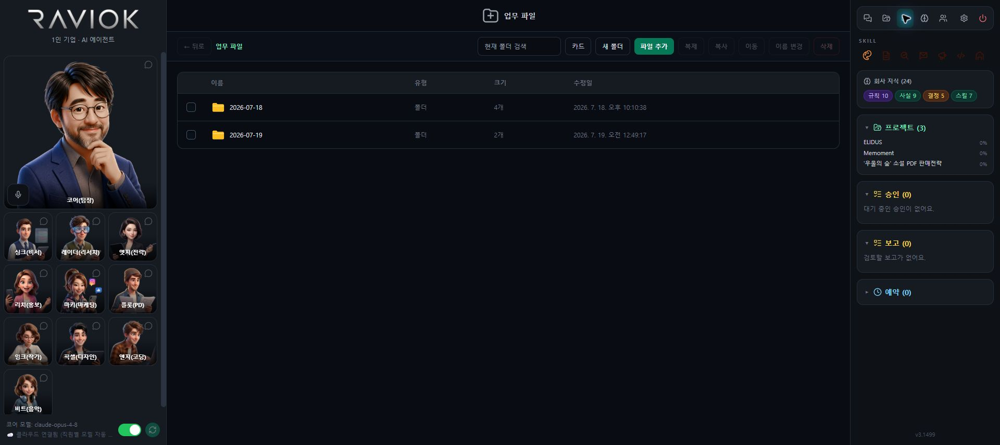 RAVIOK
1인 기업 · AI 에이전트
코어(팀장)
싱크(비서)
레이더(리서치)
엣지(전략)
리치(홍보)
마키(마케팅)
플롯(PD)
잉크(작가)
픽셀(디자인)
엔지(코딩)
비트(음악)
코어 모델: claude-opus-4-8
클라우드 연결됨 (직원별 모델 자동 ...
업무 파일
← 뒤로
업무 파일
현재 폴더 검색
카드
새 폴더
파일 추가
복제
복사
이동
이름 변경
삭제
이름
유형
크기
수정일
2026-07-18
폴더
4개
2026. 7. 18. 오후 10:10:38
2026-07-19
폴더
2개
2026. 7. 19. 오전 12:49:17
SKILL
회사 지식 (24)
규칙 10
사실 9
결정 5
스킬 7
프로젝트 (3)
ELIDUS
0%
Memoment
0%
'우울의 숲' 소설 PDF 판매전략
0%
승인 (0)
대기 중인 승인이 없어요.
보고 (0)
검토할 보고가 없어요.
예약 (0)
v3.1499